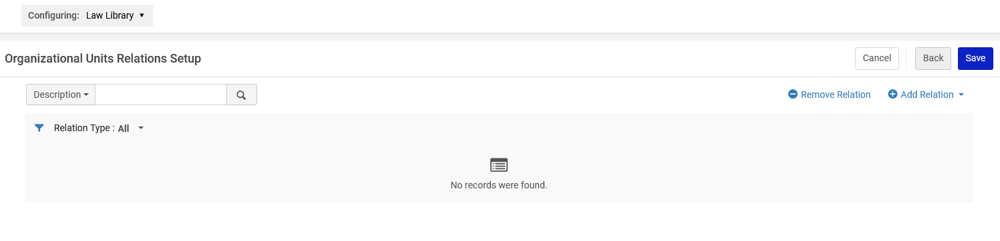 Configuring: Law Library
Organizational Units Relations Setup
Cancel
Back
Save
Description
Remove Relation
Add Relation
Relation Type : All
No records were found.